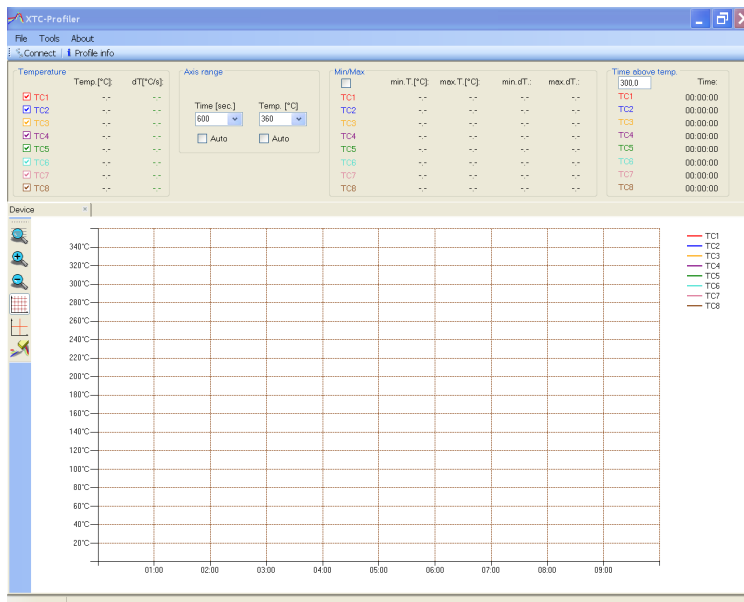 XTC-Profiler
File Tools About
Connect Profile info
Temperature Axis range Min/Max Time above temp.
Temp.[°C]: dT[°C/s]: min.T.[°C]: max.T.[°C]: min.dT.: max.dT.: 300,0 Time:
TC1 -.- -.- TC1 -.- -.- -.- -.- TC1 00:00:00
Time [sec.] Temp. [°C]
TC2 -.- -.- TC2 -.- -.- -.- -.- TC2 00:00:00
600 360
TC3 -.- -.- TC3 -.- -.- -.- -.- TC3 00:00:00
TC4 -.- -.- Auto Auto TC4 -.- -.- -.- -.- TC4 00:00:00
TC5 -.- -.- TC5 -.- -.- -.- -.- TC5 00:00:00
TC6 -.- -.- TC6 -.- -.- -.- -.- TC6 00:00:00
TC7 -.- -.- TC7 -.- -.- -.- -.- TC7 00:00:00
TC8 -.- -.- TC8 -.- -.- -.- -.- TC8 00:00:00
Device
TC1
TC2
TC3
TC4
TC5
TC6
TC7
TC8
340°C
320°C
300°C
280°C
260°C
240°C
220°C
200°C
180°C
160°C
140°C
120°C
100°C
80°C
60°C
40°C
20°C
01:00 02:00 03:00 04:00 05:00 06:00 07:00 08:00 09:00